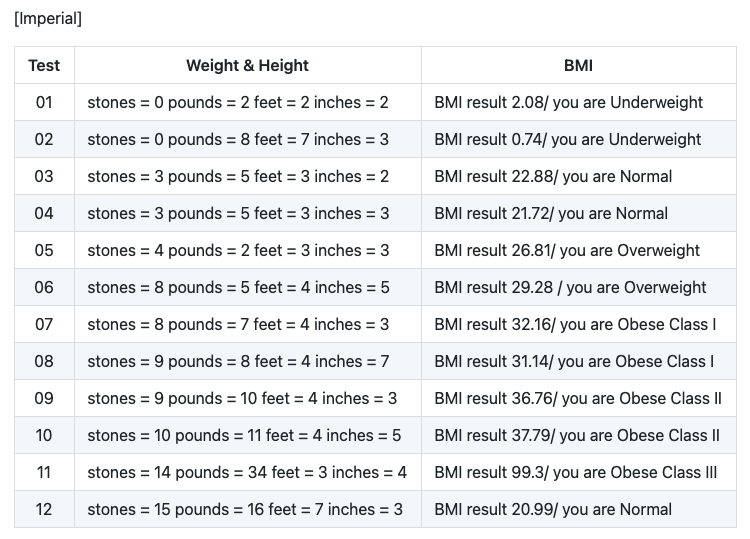 [Imperial]
Test Weight & Height BMI
01 stones = 0 pounds = 2 feet = 2 inches = 2 BMI result 2.08/ you are Underweight
02 stones = 0 pounds = 8 feet = 7 inches = 3 BMI result 0.74/ you are Underweight
03 stones = 3 pounds = 5 feet = 3 inches = 2 BMI result 22.88/ you are Normal
04 stones = 3 pounds = 5 feet = 3 inches = 3 BMI result 21.72/ you are Normal
05 stones = 4 pounds = 2 feet = 3 inches = 3 BMI result 26.81/ you are Overweight
06 stones = 8 pounds = 5 feet = 4 inches = 5 BMI result 29.28 / you are Overweight
07 stones = 8 pounds = 7 feet = 4 inches = 3 BMI result 32.16/ you are Obese Class I
08 stones = 9 pounds = 8 feet = 4 inches = 7 BMI result 31.14/ you are Obese Class I
09 stones = 9 pounds = 10 feet = 4 inches = 3 BMI result 36.76/ you are Obese Class II
10 stones = 10 pounds = 11 feet = 4 inches = 5 BMI result 37.79/ you are Obese Class II
11 stones = 14 pounds = 34 feet = 3 inches = 4 BMI result 99.3/ you are Obese Class III
12 stones = 15 pounds = 16 feet = 7 inches = 3 BMI result 20.99/ you are Normal